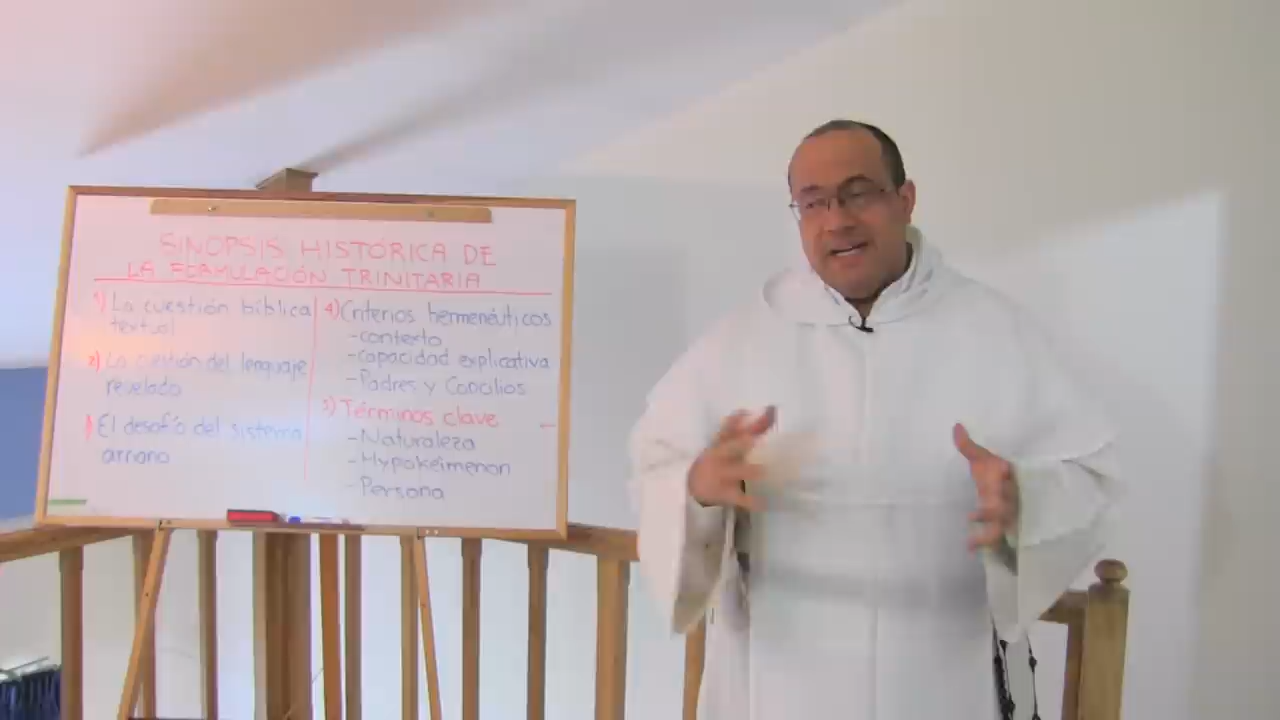 SINOPSIS HISTÓRICA DE
LA FORMULACIÓN TRINITARIA
1) La cuestión bíblica
textual
2) La cuestión del lenguaje
revelado
3) El desafío del sistema
arriano
4) Criterios hermenéuticos
-contexto
-capacidad explicativa
-Padres y Concilios
5) Términos clave
-Naturaleza
-Hypokéimenon
-Persona